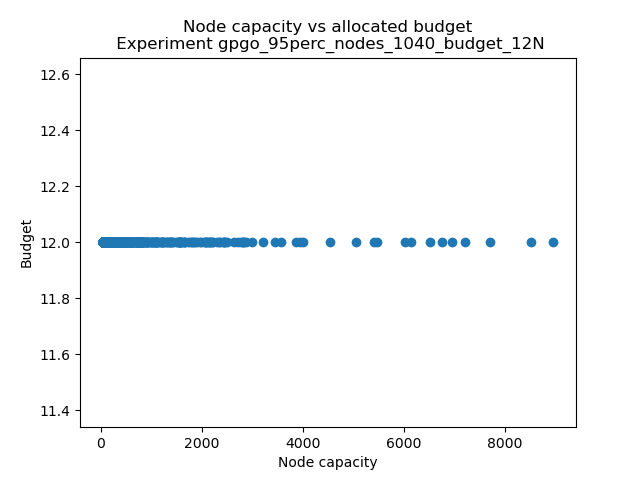 Node capacity vs allocated budget
Experiment gpgo_95perc_nodes_1040_budget_12N
12.6
12.4
12.2
12.0
11.8
11.6
11.4
Budget
0 2000 4000 6000 8000
Node capacity